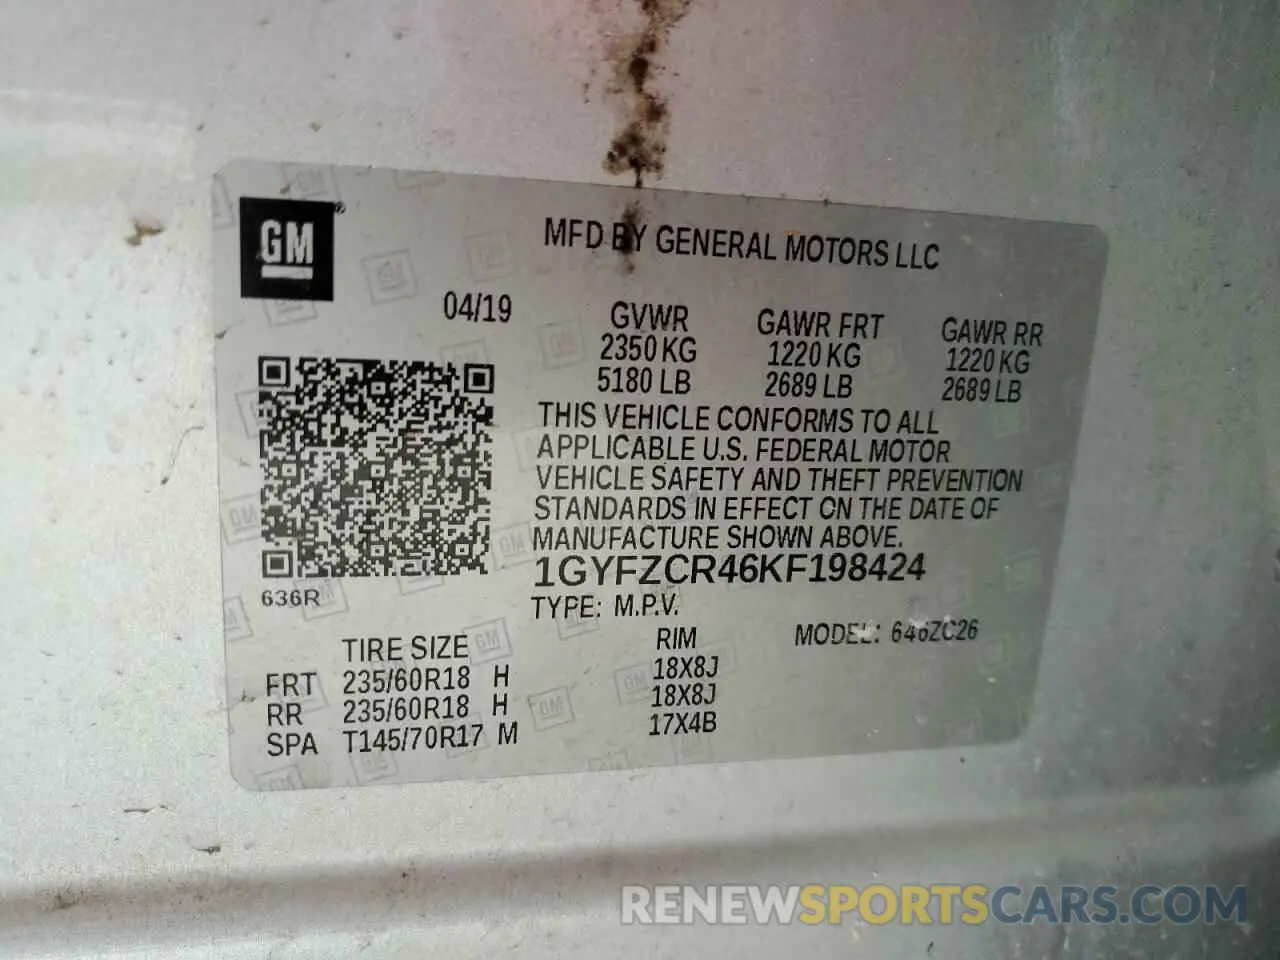 GM
MFD BY GENERAL MOTORS LLC
04/19
GVWR GAWR FRT GAWR RR
2350 KG 1220 KG 1220 KG
5180 LB 2689 LB 2689 LB
THIS VEHICLE CONFORMS TO ALL
APPLICABLE U.S. FEDERAL MOTOR
VEHICLE SAFETY AND THEFT PREVENTION
STANDARDS IN EFFECT ON THE DATE OF
MANUFACTURE SHOWN ABOVE.
1GYFZCR46KF198424
636R
TYPE: M.P.V.
MODEL: 646ZC26
TIRE SIZE RIM
FRT 235/60R18 H 18X8J
RR 235/60R18 H 18X8J
SPA T145/70R17 M 17X4B
RENEWSPORTSCARS.COM